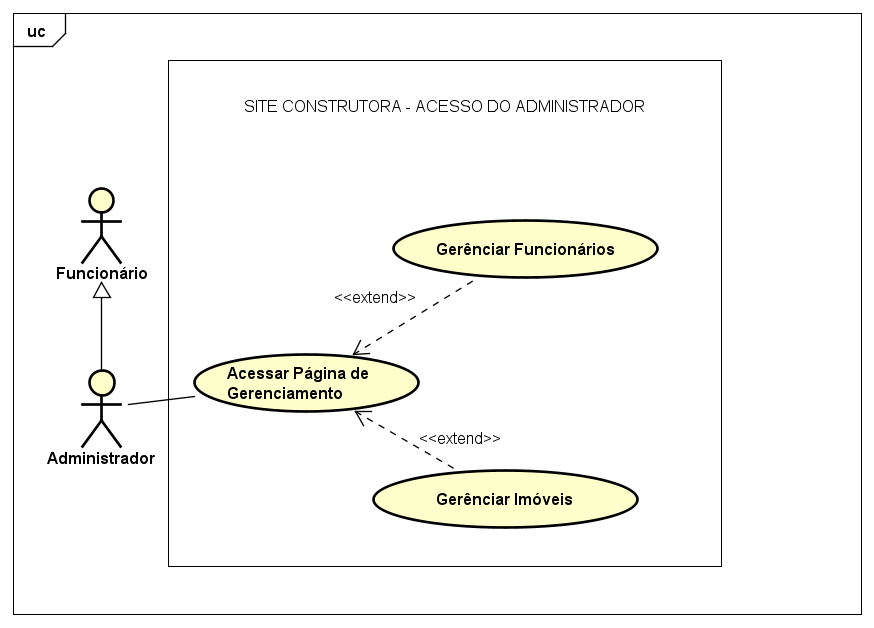 uc
SITE CONSTRUTORA - ACESSO DO ADMINISTRADOR
Gerênciar Funcionários
Funcionário
<<extend>>
Acessar Página de
Gerenciamento
<<extend>>
Administrador
Gerênciar Imóveis